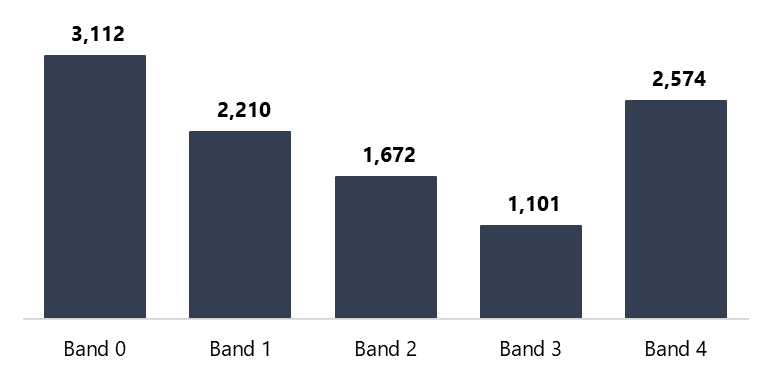 3,112
2,210
1,672
1,101
2,574
Band 0
Band 1
Band 2
Band 3
Band 4